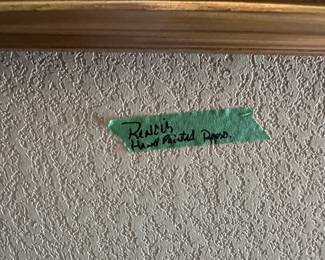 Renoir
Hand Painted Repro.